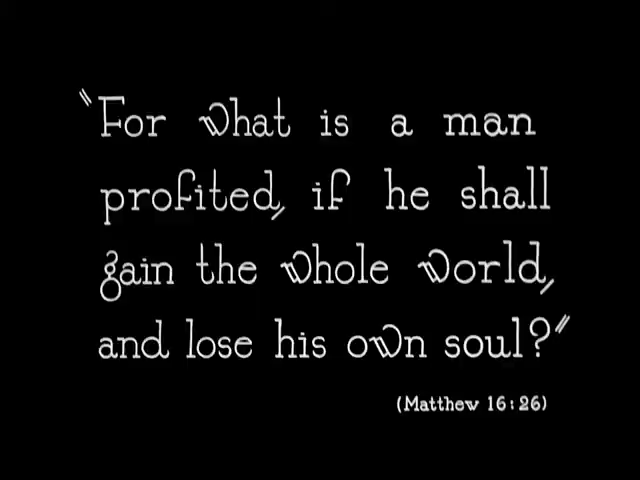 "For what is a man
profited, if he shall
gain the whole world,
and lose his own soul?"
(Matthew 16:26)